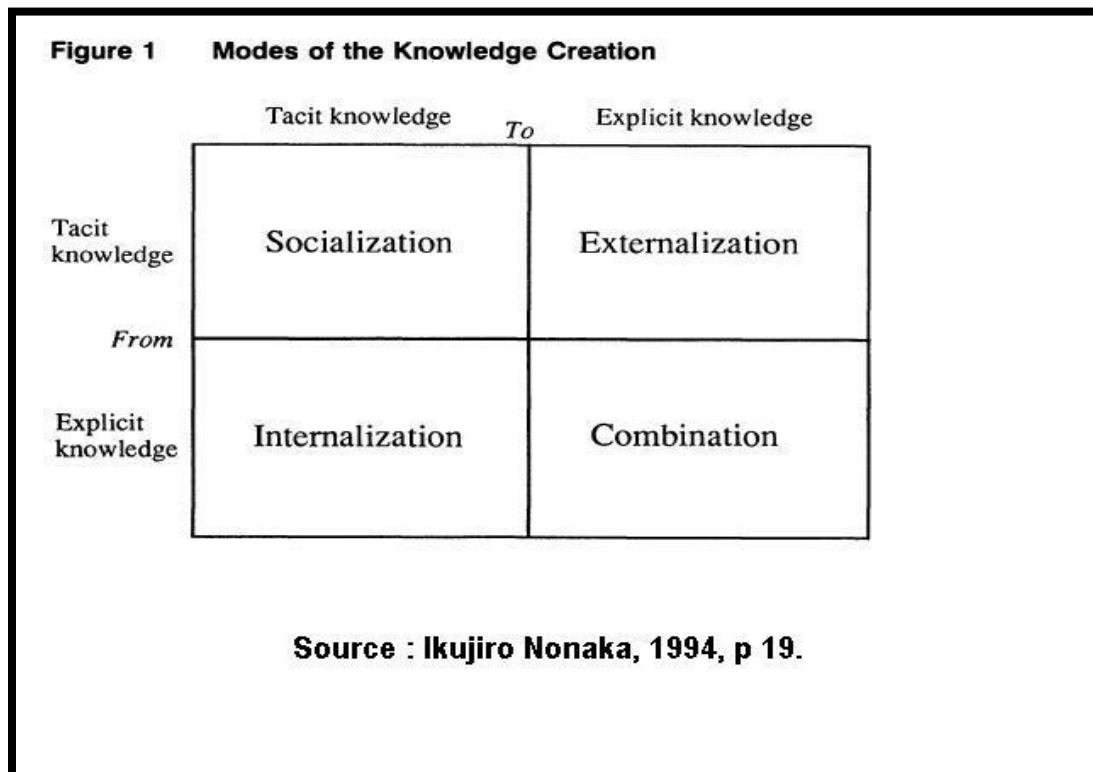 Figure 1 Modes of the Knowledge Creation
Tacit knowledge To Explicit knowledge
Tacit
knowledge
Socialization Externalization
From
Explicit
knowledge
Internalization Combination
Source : Ikujiro Nonaka, 1994, p 19.